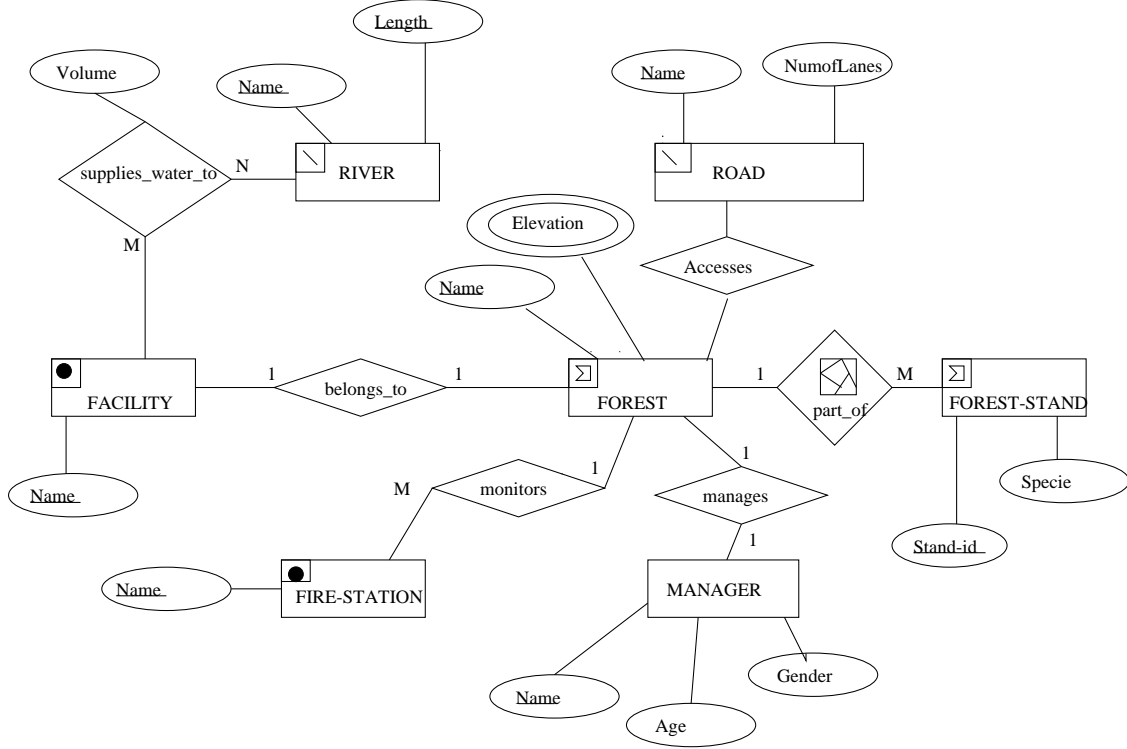 Length
Volume
Name
Name
NumofLanes
supplies_water_to
N
RIVER
ROAD
Elevation
M
Accesses
Name
1
belongs_to
1
FACILITY
FOREST
1
part_of
M
FOREST-STAND
Name
M
monitors
1
1
manages
1
Specie
Stand-id
Name
FIRE-STATION
MANAGER
Name
Age
Gender